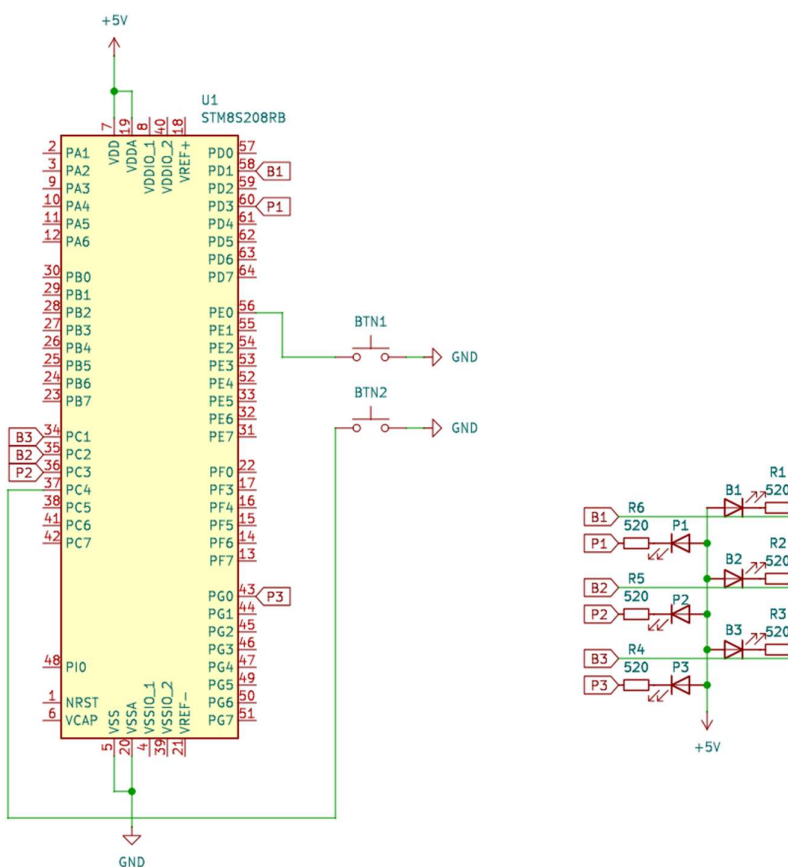 +5V
U1
STM8S208RB
7 19 8 40 18
VDD VDDA VDDIO_1 VDDIO_2 VREF+
2 PA1 PD0 57
3 PA2 PD1 58 B1
9 PA3 PD2 59
10 PA4 PD3 60 P1
11 PA5 PD4 61
12 PA6 PD5 62
PD6 63
30 PB0 PD7 64
29 PB1
28 PB2 PE0 56
27 PB3 PE1 55
26 PB4 PE2 54
25 PB5 PE3 53
24 PB6 PE4 52
23 PB7 PE5 33
PE6 32
B3 34 PC1 PE7 31
B2 35 PC2
P2 36 PC3 PF0 22
37 PC4 PF3 17
38 PC5 PF4 16
41 PC6 PF5 15
42 PC7 PF6 14
PF7 13
PG0 43 P3
PG1 44
PG2 45
PG3 46
48 PI0 PG4 47
PG5 49
1 NRST PG6 50
6 VCAP PG7 51
VSS VSSA VSSIO_1 VSSIO_2 VREF-
5 20 4 39 21
GND
BTN1
GND
BTN2
GND
R1
B1 520
B1 R6
520 P1
P1 R2
B2 520
B2 R5
520 P2
P2 R3
B3 520
B3 R4
520 P3
P3
+5V